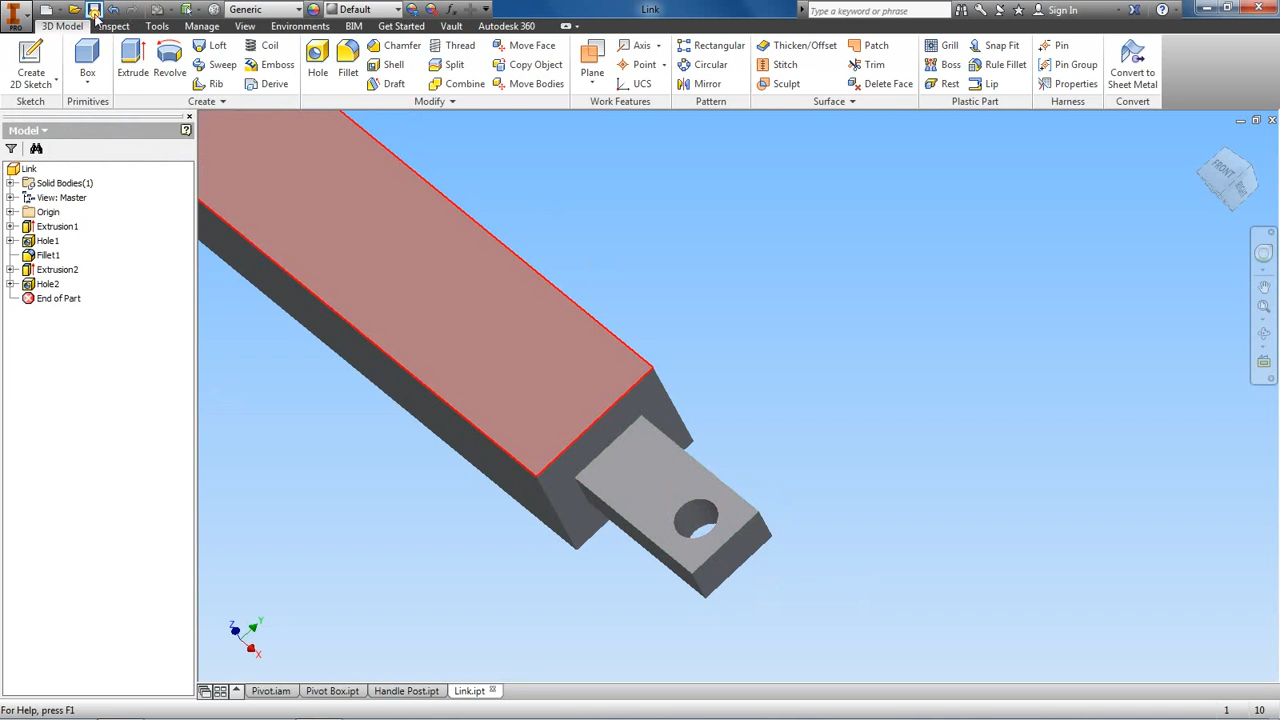 PRO
Generic
Default
Link
Type a keyword or phrase
Sign In
3D Model Inspect Tools Manage View Environments BIM Get Started Vault Autodesk 360
Create 2D Sketch
Box
Extrude
Revolve
Loft
Sweep
Rib
Coil
Emboss
Derive
Hole
Fillet
Chamfer
Shell
Draft
Thread
Split
Combine
Move Face
Copy Object
Move Bodies
Plane
Axis
Point
UCS
Rectangular
Circular
Mirror
Thicken/Offset
Stitch
Sculpt
Patch
Trim
Delete Face
Grill
Boss
Rest
Snap Fit
Rule Fillet
Lip
Pin
Pin Group
Properties
Convert to Sheet Metal
Sketch Primitives Create Modify Work Features Pattern Surface Plastic Part Harness Convert
Model
Link
Solid Bodies(1)
View: Master
Origin
Extrusion1
Hole1
Fillet1
Extrusion2
Hole2
End of Part
FRONT
Z
Y
X
Pivot.iam Pivot Box.ipt Handle Post.ipt Link.ipt
For Help, press F1
1 10